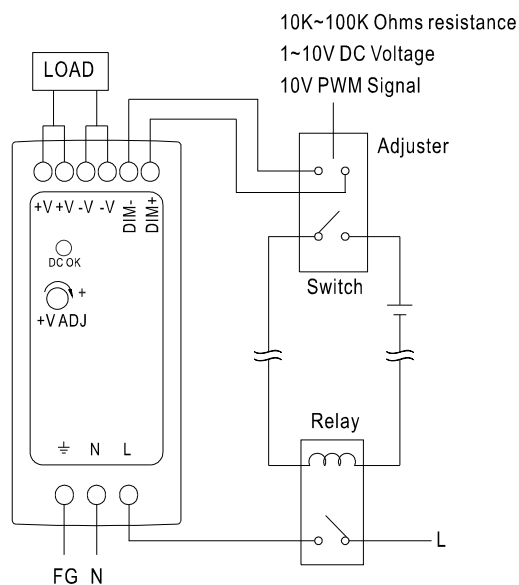 10K~100K Ohms resistance
1~10V DC Voltage
10V PWM Signal
LOAD
Adjuster
+V +V -V -V DIM- DIM+
DC OK
+
+V ADJ
Switch
Relay
N L
L
FG N